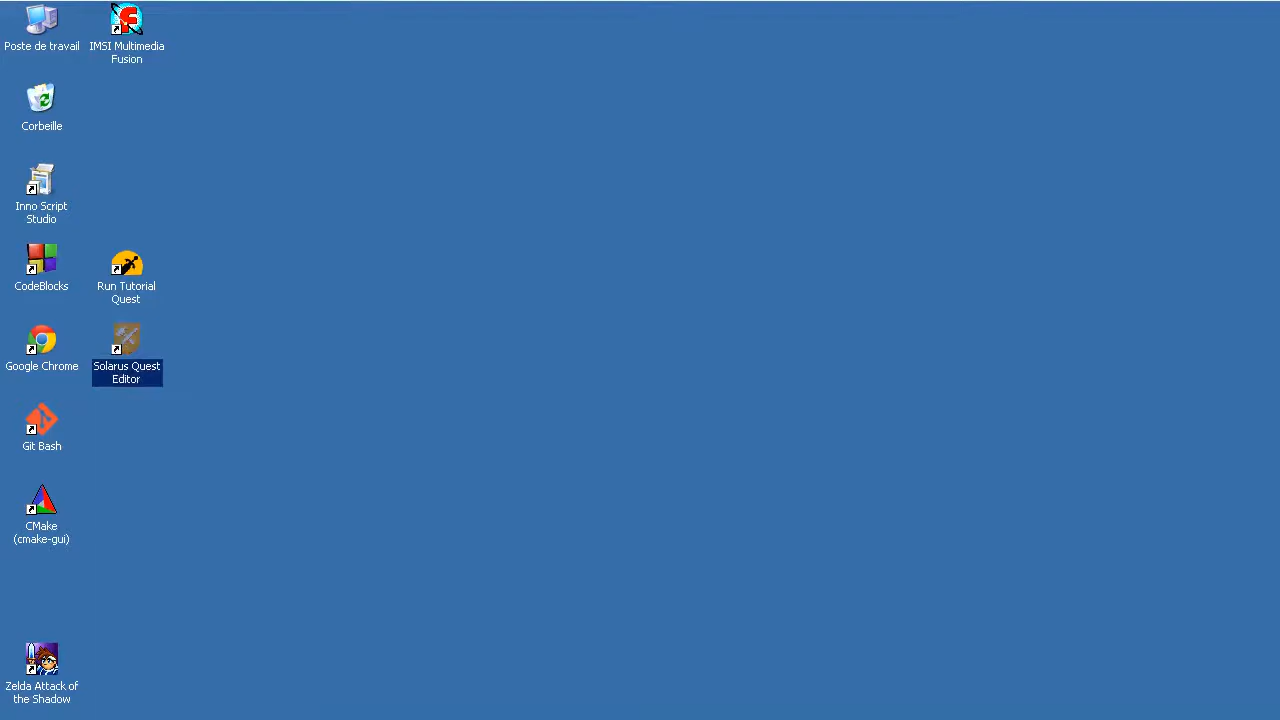 Poste de travail
IMSI Multimedia
Fusion
Corbeille
Inno Script
Studio
CodeBlocks
Run Tutorial
Quest
Google Chrome
Solarus Quest
Editor
Git Bash
CMake
(cmake-gui)
Zelda Attack of
the Shadow